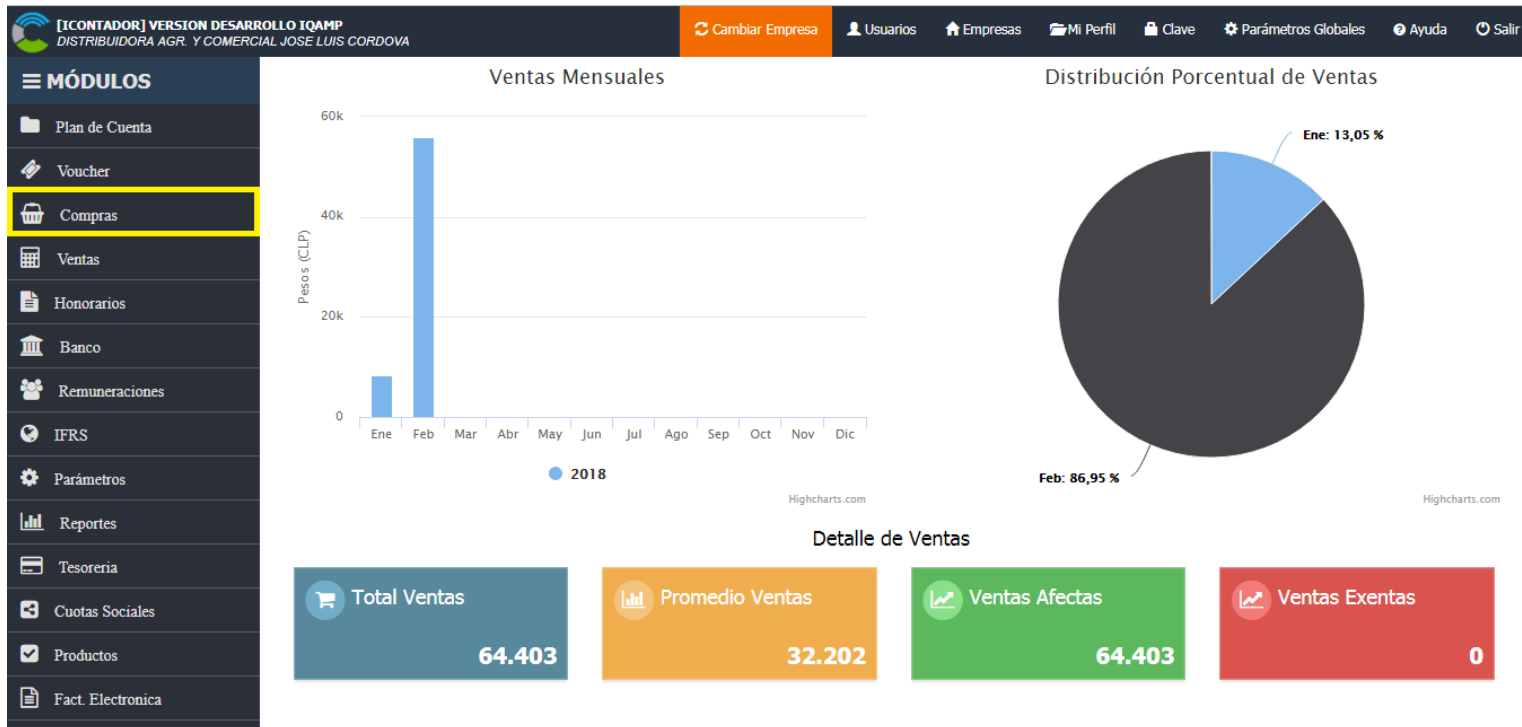 [ICONTADOR] VERSION DESARROLLO IQAMP
DISTRIBUIDORA AGR. Y COMERCIAL JOSE LUIS CORDOVA
Cambiar Empresa
Usuarios
Empresas
Mi Perfil
Clave
Parámetros Globales
Ayuda
Salir
MÓDULOS
Plan de Cuenta
Voucher
Compras
Ventas
Honorarios
Banco
Remuneraciones
IFRS
Parámetros
Reportes
Tesoreria
Cuotas Sociales
Productos
Fact. Electronica
Ventas Mensuales
60k
40k
20k
0
Pesos (CLP)
Ene Feb Mar Abr May Jun Jul Ago Sep Oct Nov Dic
2018
Highcharts.com
Distribución Porcentual de Ventas
Ene: 13,05 %
Feb: 86,95 %
Highcharts.com
Detalle de Ventas
Total Ventas
64.403
Promedio Ventas
32.202
Ventas Afectas
64.403
Ventas Exentas
0